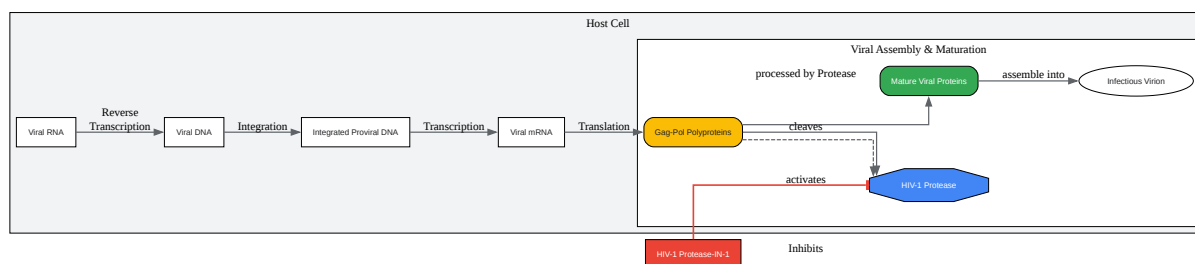 Host Cell
Viral Assembly & Maturation
processed by Protease
Mature Viral Proteins
assemble into
Infectious Virion
Reverse
Transcription
Viral RNA
Viral DNA
Integration
Integrated Proviral DNA
Transcription
Viral mRNA
Translation
Gag-Pol Polyproteins
cleaves
activates
HIV-1 Protease
HIV-1 Protease-IN-1
Inhibits